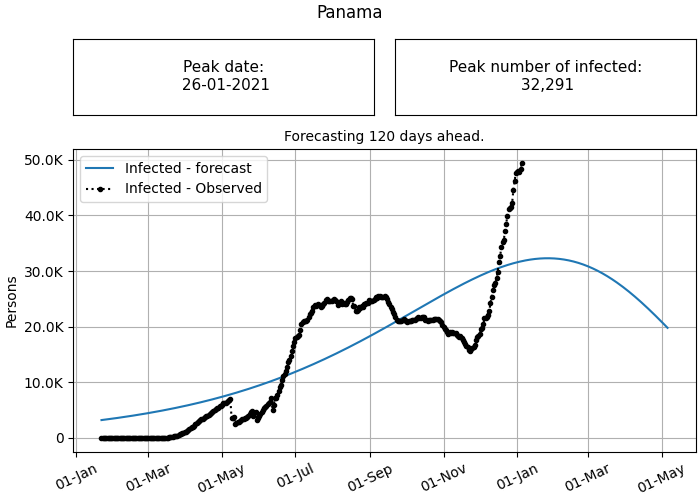 Panama
Peak date:
26-01-2021
Peak number of infected:
32,291
Forecasting 120 days ahead.
Infected - forecast
Infected - Observed
50.0K
40.0K
30.0K
20.0K
10.0K
0
Persons
01-Jan
01-Mar
01-May
01-Jul
01-Sep
01-Nov
01-Jan
01-Mar
01-May